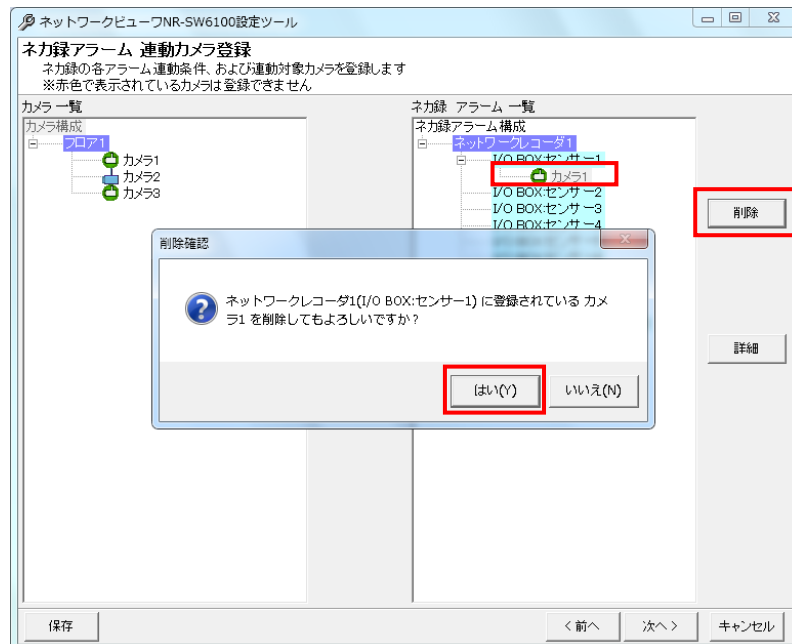 ネットワークビューワNR-SW6100設定ツール
ネカ録アラーム 連動カメラ登録
ネカ録の各アラーム連動条件、および連動対象カメラを登録します
※赤色で表示されているカメラは登録できません
カメラ 一覧
カメラ構成
フロア1
カメラ1
カメラ2
カメラ3
ネカ録 アラーム 一覧
ネカ録アラーム構成
ネットワークレコーダ1
I/O BOX:センサー1
カメラ1
I/O BOX:センサー2
I/O BOX:センサー3
I/O BOX:センサー4
削除
詳細
削除確認
ネットワークレコーダ1(I/O BOX:センサー1) に登録されている カメ
ラ1 を削除してもよろしいですか?
はい(Y)
いいえ(N)
保存
< 前へ
次へ >
キャンセル